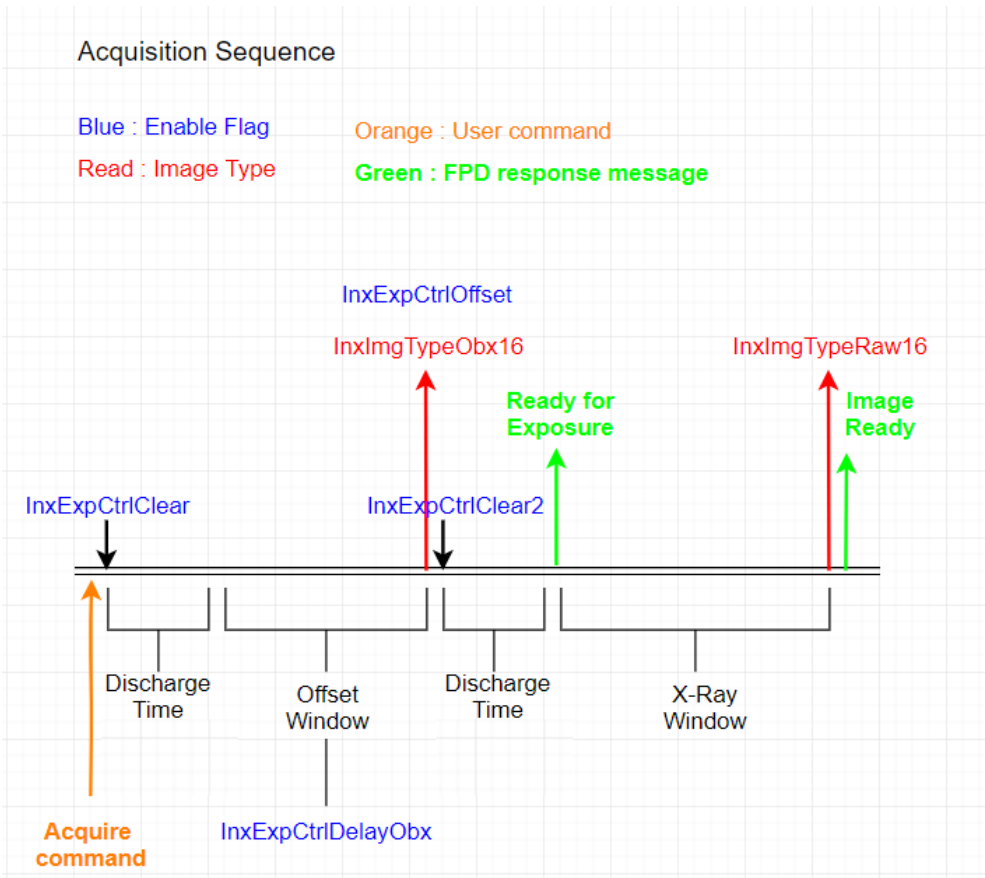 Acquisition Sequence
Blue : Enable Flag
Orange : User command
Read : Image Type
Green : FPD response message
InxExpCtrlOffset
InxImgTypeObx16
InxImgTypeRaw16
Ready for
Exposure
Image
Ready
InxExpCtrlClear
InxExpCtrlClear2
Discharge
Time
Offset
Window
Discharge
Time
X-Ray
Window
Acquire
command
InxExpCtrlDelayObx